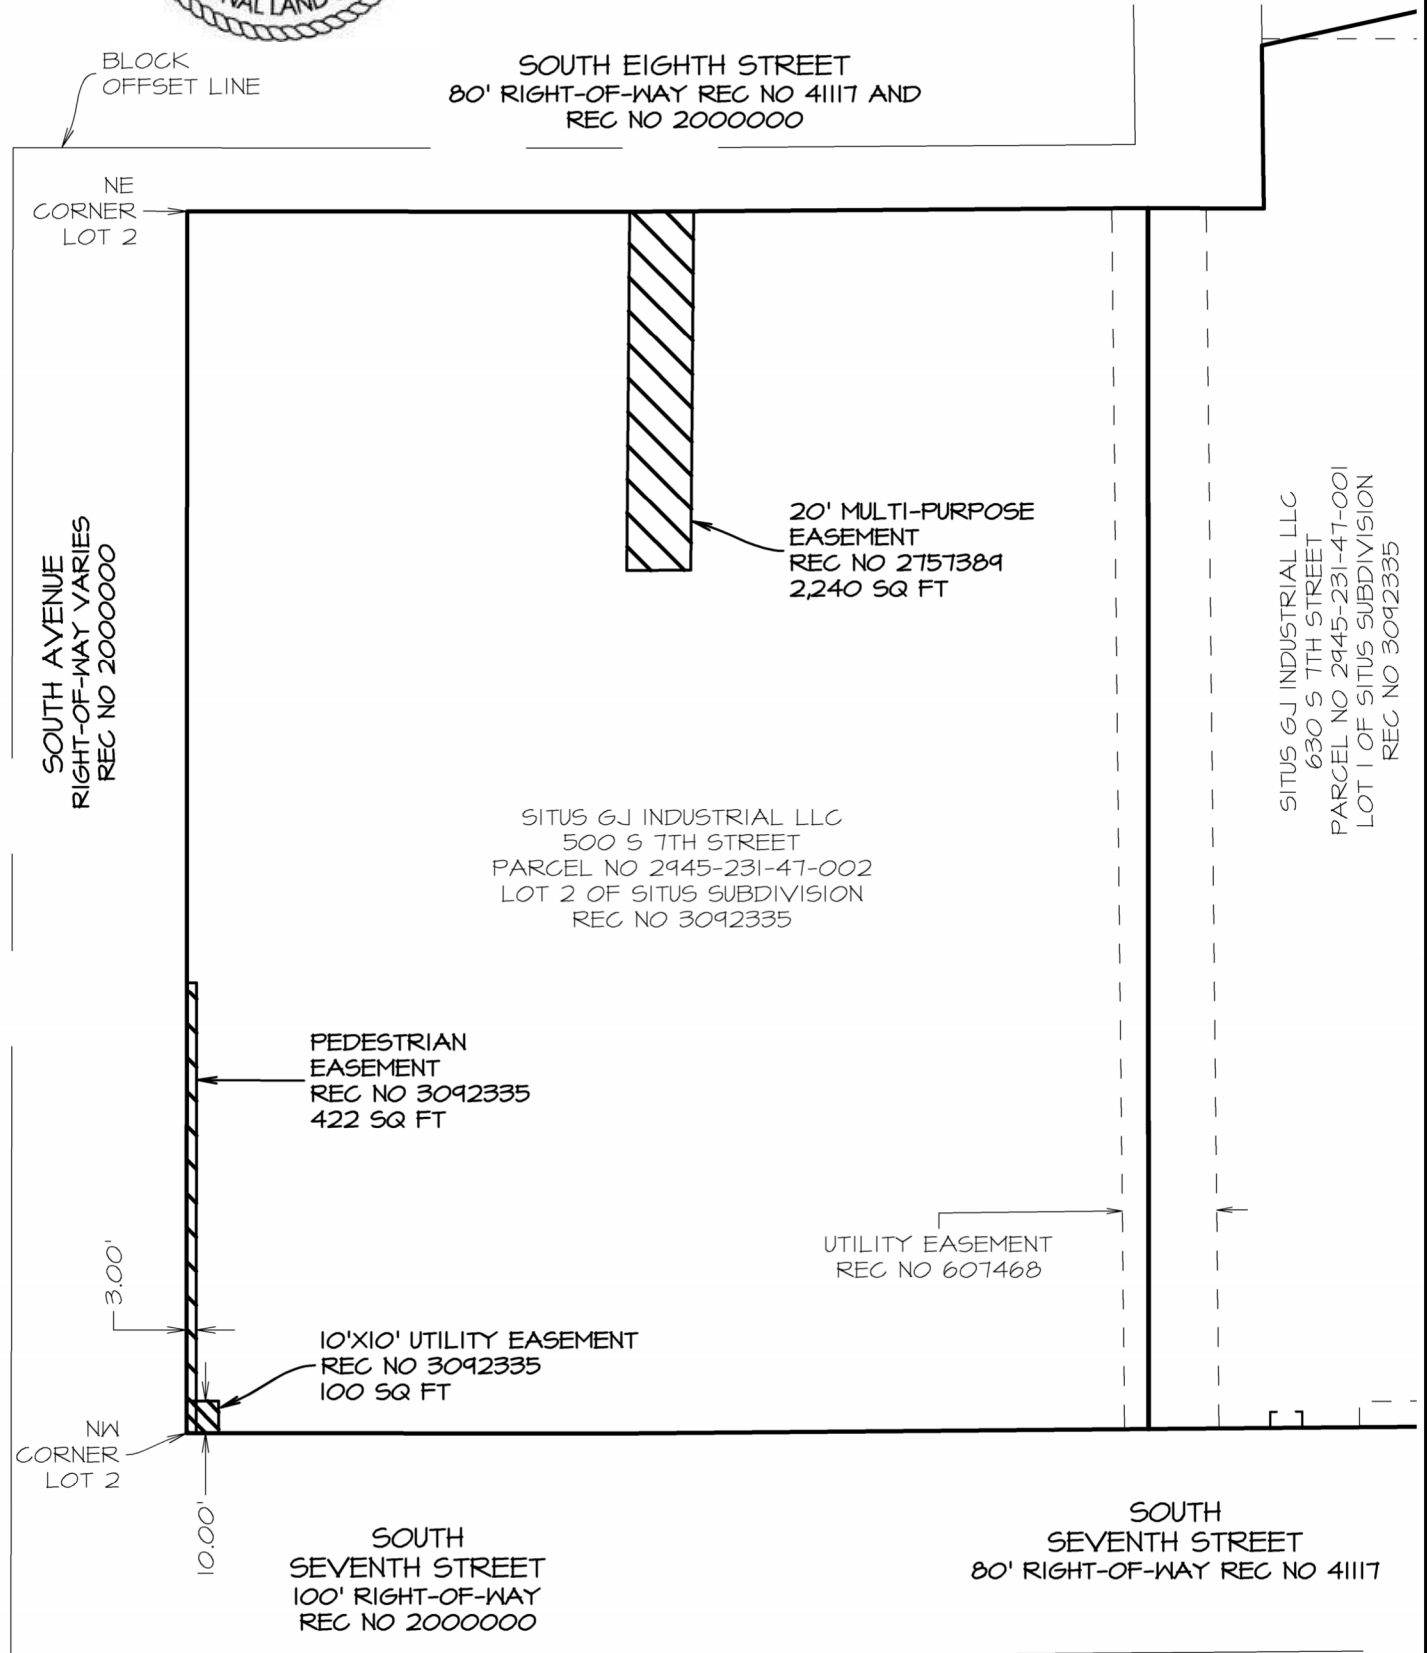 NAL LAND
BLOCK
OFFSET LINE
SOUTH EIGHTH STREET
80' RIGHT-OF-WAY REC NO 41117 AND
REC NO 2000000
NE
CORNER
LOT 2
20' MULTI-PURPOSE
EASEMENT
REC NO 2757389
2,240 SQ FT
SOUTH AVENUE
RIGHT-OF-WAY VARIES
REC NO 2000000
SITUS GJ INDUSTRIAL LLC
630 S 7TH STREET
PARCEL NO 2945-231-47-001
LOT 1 OF SITUS SUBDIVISION
REC NO 3092335
SITUS GJ INDUSTRIAL LLC
500 S 7TH STREET
PARCEL NO 2945-231-47-002
LOT 2 OF SITUS SUBDIVISION
REC NO 3092335
PEDESTRIAN
EASEMENT
REC NO 3092335
422 SQ FT
UTILITY EASEMENT
REC NO 607468
3.00'
10'X10' UTILITY EASEMENT
REC NO 3092335
100 SQ FT
NW
CORNER
LOT 2
10.00'
SOUTH
SEVENTH STREET
100' RIGHT-OF-WAY
REC NO 2000000
SOUTH
SEVENTH STREET
80' RIGHT-OF-WAY REC NO 41117